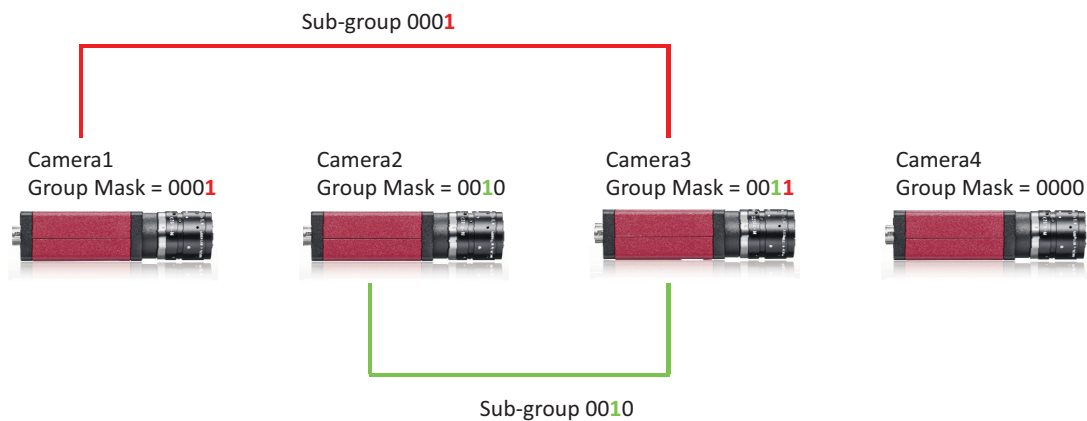 Sub-group 0001
Camera1
Group Mask = 0001
Camera2
Group Mask = 0010
Camera3
Group Mask = 0011
Camera4
Group Mask = 0000
Sub-group 0010